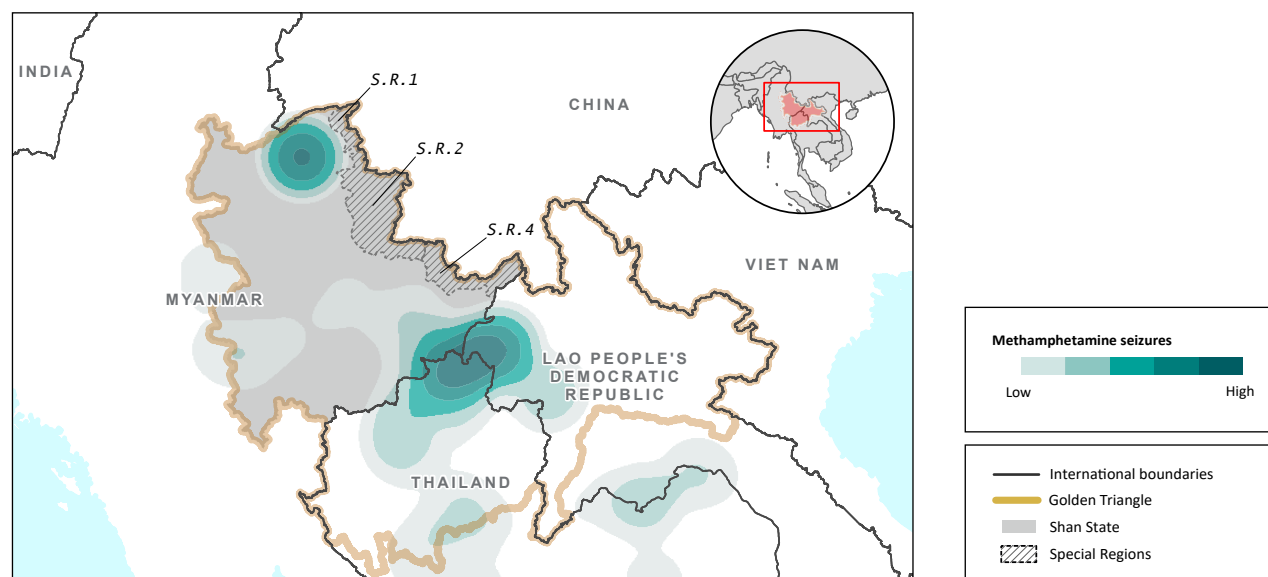 INDIA
S.R.1
CHINA
S.R.2
S.R.4
VIET NAM
MYANMAR
LAO PEOPLE'S
DEMOCRATIC
REPUBLIC
THAILAND
Methamphetamine seizures
Low High
International boundaries
Golden Triangle
Shan State
Special Regions